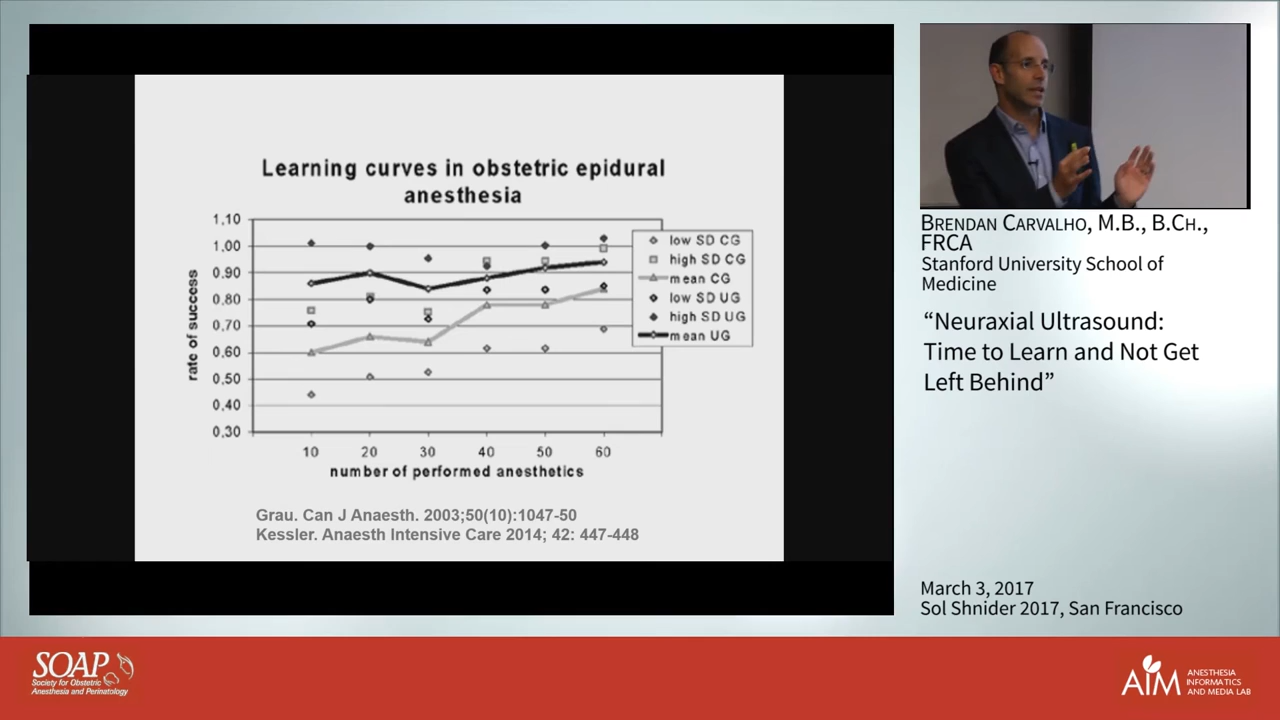 Learning curves in obstetric epidural
anesthesia
1,10
1,00
0,90
0,80
0,70
0,60
0,50
0,40
0,30
rate of success
10 20 30 40 50 60
number of performed anesthetics
low SD CG
high SD CG
mean CG
low SD UG
high SD UG
mean UG
Grau. Can J Anaesth. 2003;50(10):1047-50
Kessler. Anaesth Intensive Care 2014; 42: 447-448
BRENDAN CARVALHO, M.B., B.CH.,
FRCA
Stanford University School of
Medicine
“Neuraxial Ultrasound:
Time to Learn and Not Get
Left Behind”
March 3, 2017
Sol Shnider 2017, San Francisco
SOAP
Society for Obstetric
Anesthesia and Perinatology
AIM
ANESTHESIA
INFORMATICS
AND MEDIA LAB